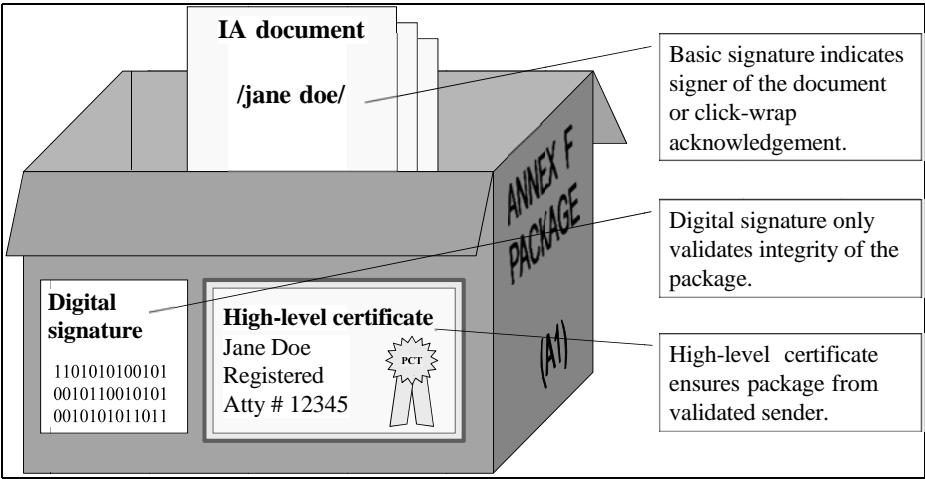 IA document
/jane doe/
Basic signature indicates
signer of the document
or click-wrap
acknowledgement.
ANNEX F
PACKAGE
(A1)
Digital signature only
validates integrity of the
package.
Digital
signature
1101010100101
0010110010101
0010101011011
High-level certificate
Jane Doe
Registered
Atty # 12345
PCT
High-level certificate
ensures package from
validated sender.